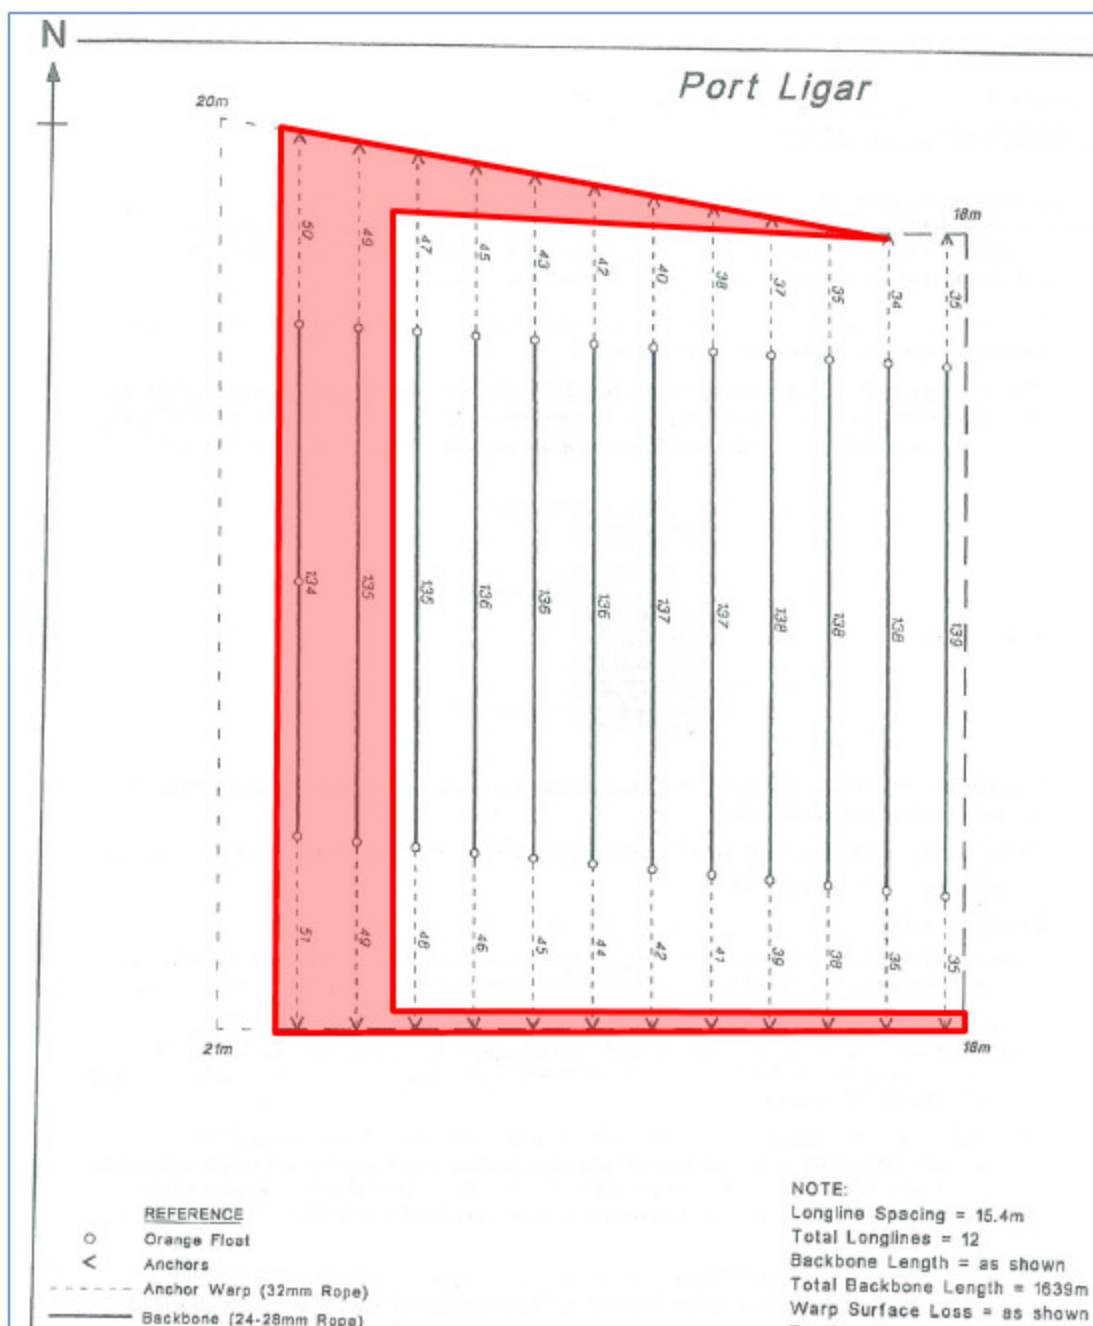 N
Port Ligar
20m
18m
50
49
47
45
43
42
40
38
37
35
34
35
134
135
135
136
136
136
137
137
138
138
138
139
51
49
48
46
45
44
42
41
39
38
36
35
21m
18m
REFERENCE
Orange Float
Anchors
Anchor Warp (32mm Rope)
Backbone (24-28mm Rope)
NOTE:
Longline Spacing = 15.4m
Total Longlines = 12
Backbone Length = as shown
Total Backbone Length = 1639m
Warp Surface Loss = as shown